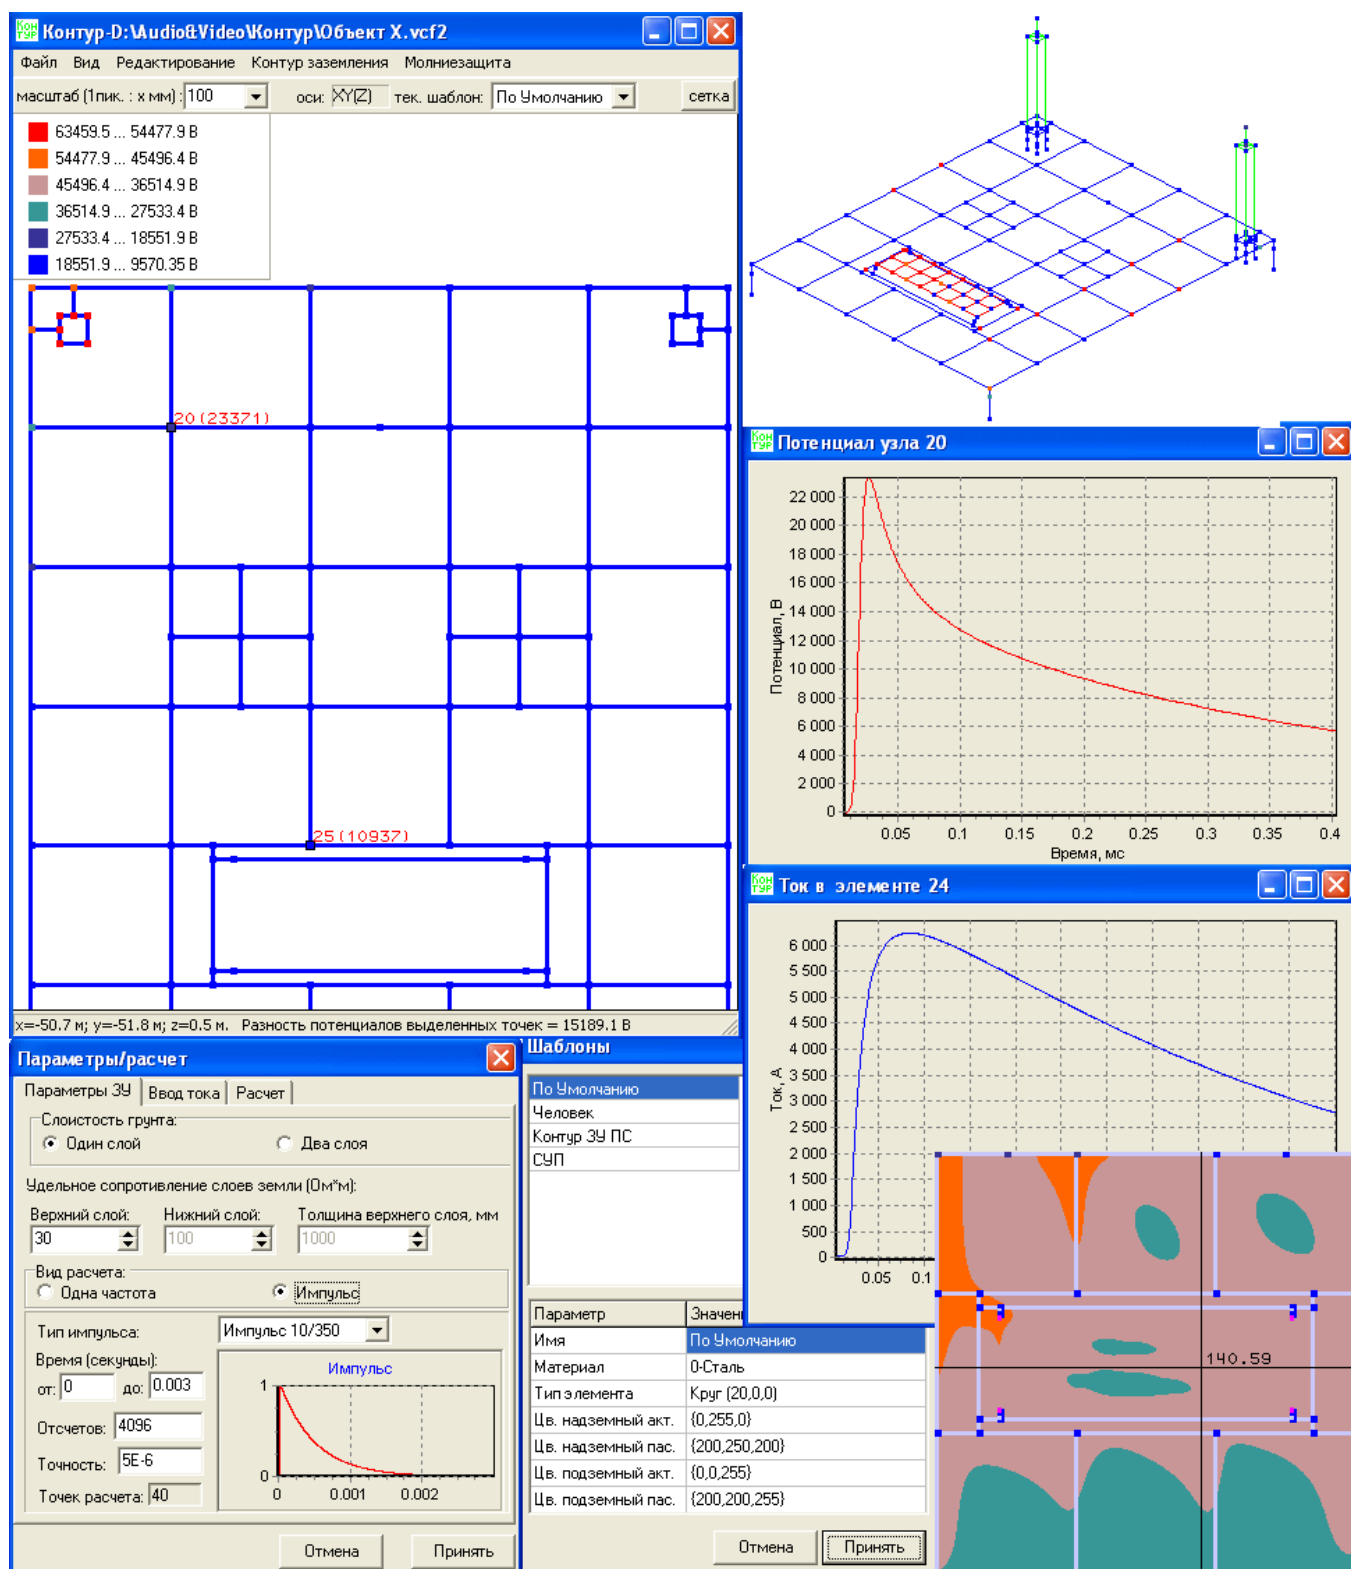 Контур-D:\Audio&Video\Контур\Объект X.vcf2
Файл Вид Редактирование Контур заземления Молниезащита
масштаб (1пик. : x мм) : 100 оси: XY(Z) тек. шаблон: По Умолчанию сетка
63459.5 ... 54477.9 В
54477.9 ... 45496.4 В
45496.4 ... 36514.9 В
36514.9 ... 27533.4 В
27533.4 ... 18551.9 В
18551.9 ... 9570.35 В
20 (23371)
25 (10937)
x=-50.7 м; y=-51.8 м; z=0.5 м. Разность потенциалов выделенных точек = 15189.1 В
Кон
тур
Потенциал узла 20
22 000
20 000
18 000
16 000
14 000
12 000
10 000
8 000
6 000
4 000
2 000
0
Потенциал, В
0.05 0.1 0.15 0.2 0.25 0.3 0.35 0.4
Время, мс
Кон
тур
Ток в элементе 24
6 000
5 500
5 000
4 500
4 000
3 500
3 000
2 500
2 000
1 500
1 000
500
0
Ток, А
0.05 0.1
140.59
Параметры/расчет
Параметры ЗУ Ввод тока Расчет
Слоистость грунта:
Один слой Два слоя
Удельное сопротивление слоев земли (Ом*м):
Верхний слой: Нижний слой: Толщина верхнего слоя, мм
30 100 1000
Вид расчета:
Одна частота Импульс
Тип импульса: Импульс 10/350
Время (секунды):
от: 0 до: 0.003
Отсчетов: 4096
Точность: 5E-6
Точек расчета: 40
Импульс
1
0
0 0.001 0.002
Отмена Принять
Шаблоны
По Умолчанию
Человек
Контур ЗУ ПС
СУП
Параметр Значен
Имя По Умолчанию
Материал 0-Сталь
Тип элемента Круг (20,0,0)
Цв. надземный акт. {0,255,0}
Цв. надземный пас. {200,250,200}
Цв. подземный акт. {0,0,255}
Цв. подземный пас. {200,200,255}
Отмена Принять